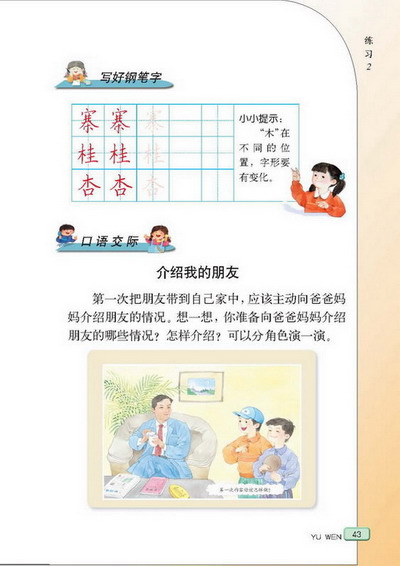 练习2
写好钢笔字
寨寨寨
桂桂桂
杏杏杏
小小提示:
“木”在
不同的位
置,字形要
有变化。
口语交际
介绍我的朋友
第一次把朋友带到自己家中,应该主动向爸爸妈
妈介绍朋友的情况。想一想,你准备向爸爸妈妈介绍
朋友的哪些情况?怎样介绍?可以分角色演一演。
YU WEN 43